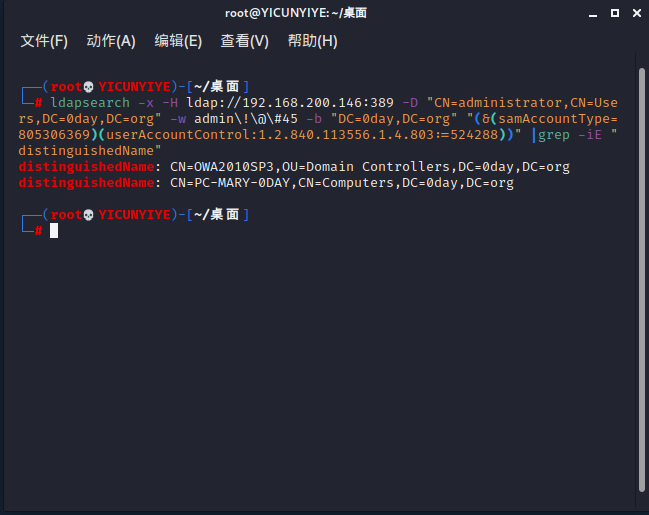 root@YICUNYIYE:~/桌面
文件(F) 动作(A) 编辑(E) 查看(V) 帮助(H)
┌──(root💀YICUNYIYE)-[~/桌面]
└─# ldapsearch -x -H ldap://192.168.200.146:389 -D "CN=administrator,CN=Use
rs,DC=0day,DC=org" -w admin\!\@\#45 -b "DC=0day,DC=org" "(&(samAccountType=
805306369)(userAccountControl:1.2.840.113556.1.4.803:=524288))" |grep -iE "
distinguishedName"
distinguishedName: CN=OWA2010SP3,OU=Domain Controllers,DC=0day,DC=org
distinguishedName: CN=PC-MARY-0DAY,CN=Computers,DC=0day,DC=org
┌──(root💀YICUNYIYE)-[~/桌面]
└─#